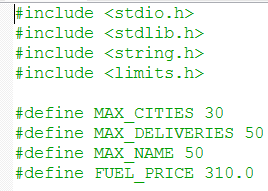 #include <stdio.h>
#include <stdlib.h>
#include <string.h>
#include <limits.h>
#define MAX_CITIES 30
#define MAX_DELIVERIES 50
#define MAX_NAME 50
#define FUEL_PRICE 310.0